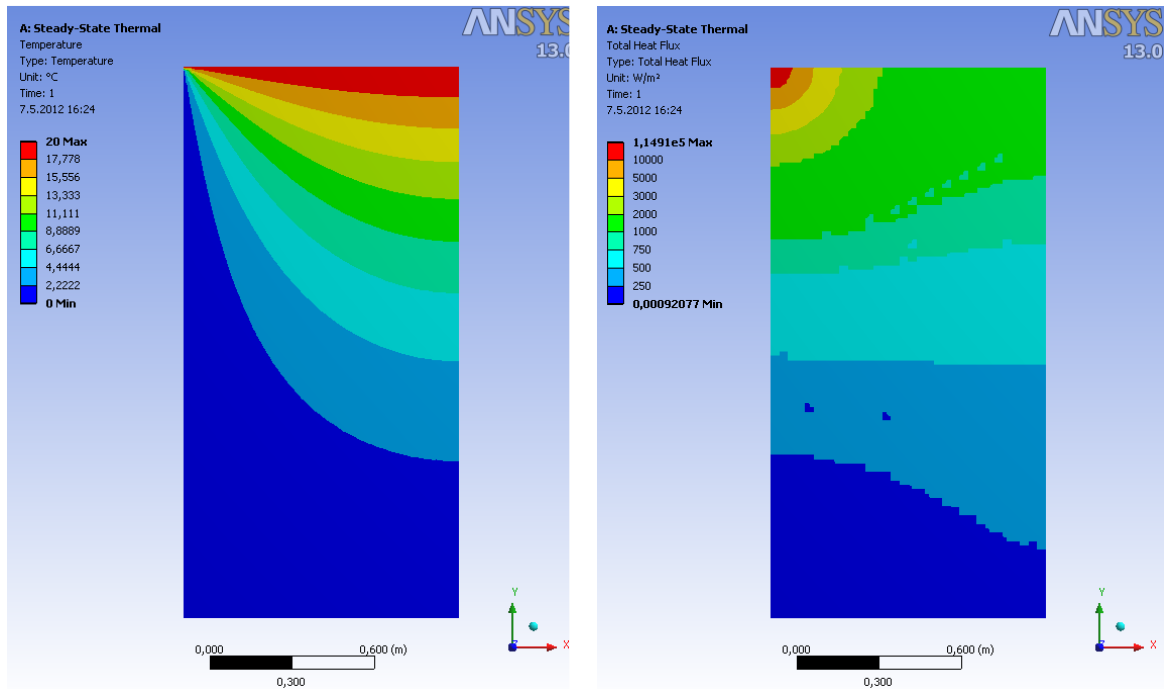 A: Steady-State Thermal
Temperature
Type: Temperature
Unit: °C
Time: 1
7.5.2012 16:24
20 Max
17,778
15,556
13,333
11,111
8,8889
6,6667
4,4444
2,2222
0 Min
ANSYS
13.0
0,000
0,600 (m)
0,300
Y
X
A: Steady-State Thermal
Total Heat Flux
Type: Total Heat Flux
Unit: W/m²
Time: 1
7.5.2012 16:24
1,1491e5 Max
10000
5000
3000
2000
1000
750
500
250
0,00092077 Min
ANSYS
13.0
0,000
0,600 (m)
0,300
Y
X